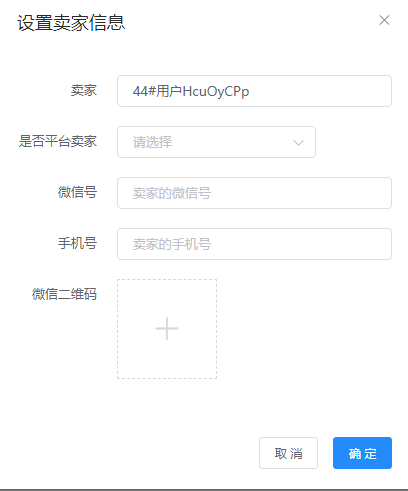 设置卖家信息
卖家 44#用户HcuOyCPp
是否平台卖家 请选择
微信号 卖家的微信号
手机号 卖家的手机号
微信二维码
取消 确定